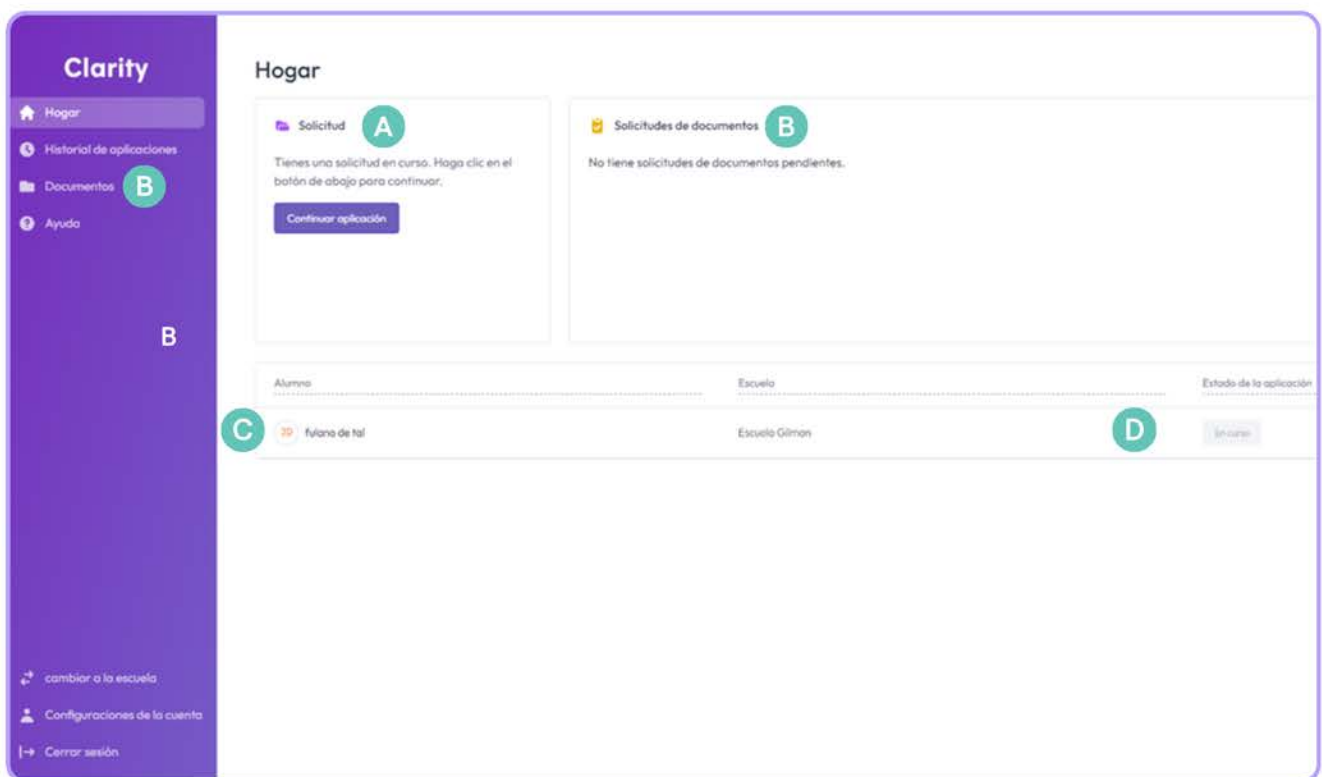 Clarity
Hogar
Historial de aplicaciones
Documentos B
Ayuda
B
cambiar a la escuela
Configuraciones de la cuenta
Cerrar sesión
Hogar
Solicitud A
Tienes una solicitud en curso. Haga clic en el
botón de abajo para continuar.
Continuar aplicación
Solicitudes de documentos B
No tiene solicitudes de documentos pendientes.
Alumno Escuela Estado de la aplicación
C JD fulano de tal Escuela Gilman D En curso